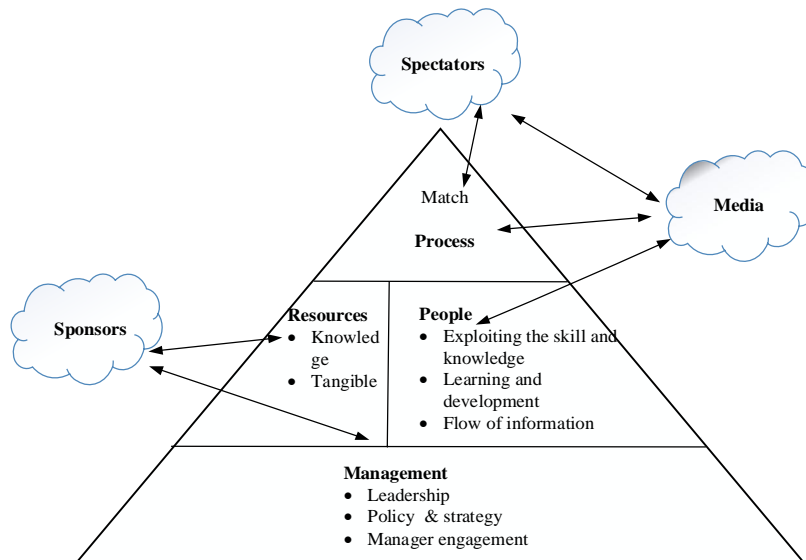 Spectators
Media
Match
Process
Sponsors
Resources
• Knowled
ge
• Tangible
People
• Exploiting the skill and
knowledge
• Learning and
development
• Flow of information
Management
• Leadership
• Policy & strategy
• Manager engagement